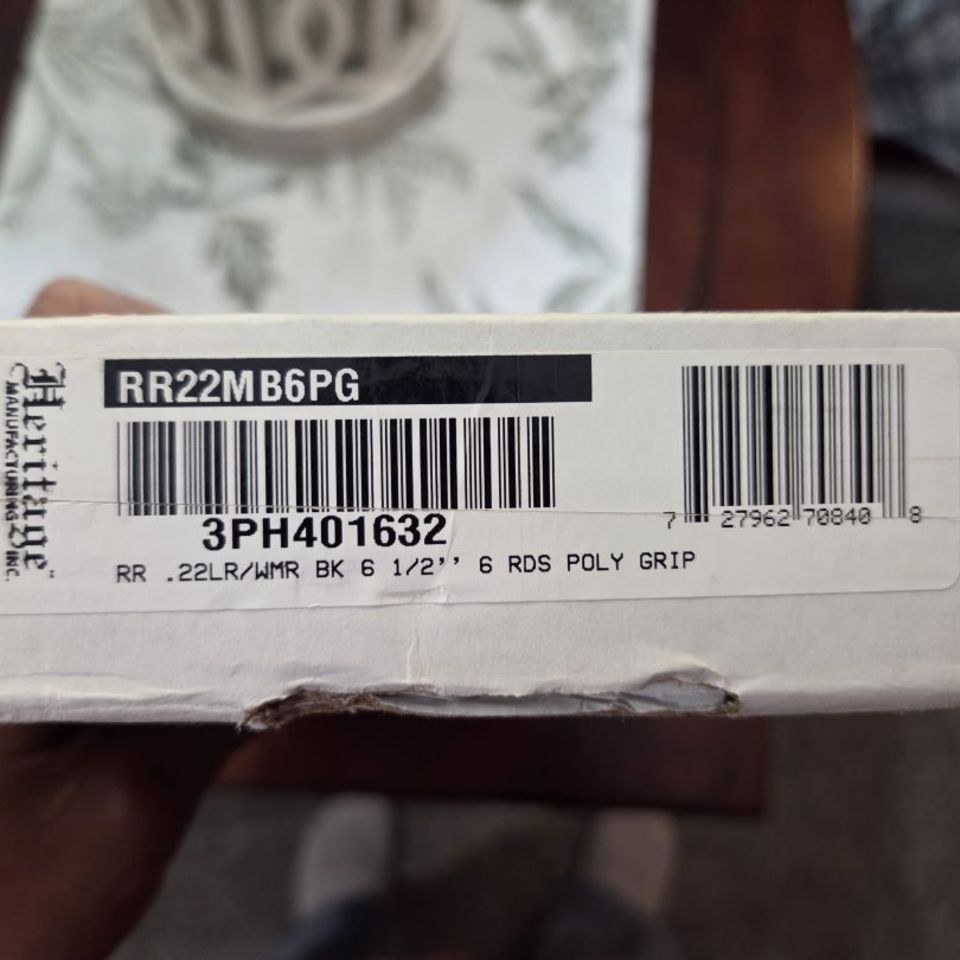 Heritage™
MANUFACTURING INC.
RR22MB6PG
3PH401632
RR .22LR/WMR BK 6 1/2’’ 6 RDS POLY GRIP
7 27962 70840 8